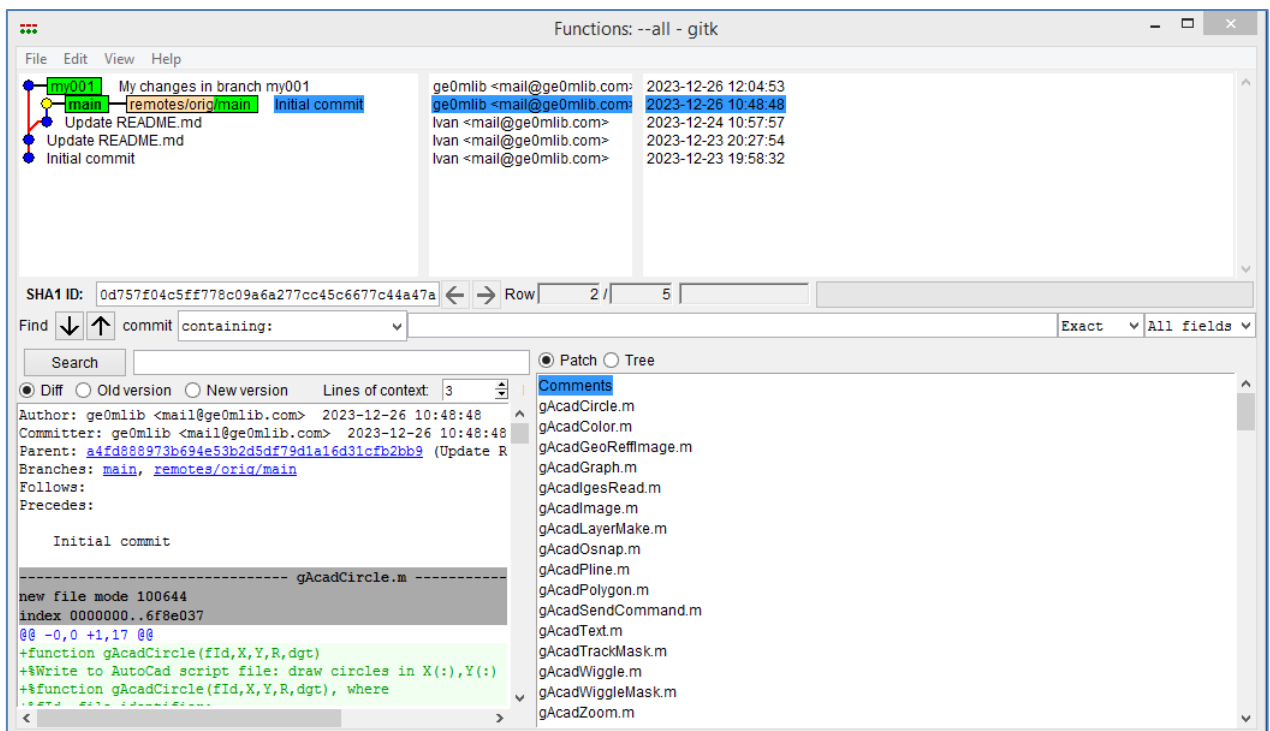 Functions: --all - gitk
File Edit View Help
my001 My changes in branch my001 ge0mlib <mail@ge0mlib.com> 2023-12-26 12:04:53
main remotes/orig/main Initial commit ge0mlib <mail@ge0mlib.com> 2023-12-26 10:48:48
Update README.md Ivan <mail@ge0mlib.com> 2023-12-24 10:57:57
Update README.md Ivan <mail@ge0mlib.com> 2023-12-23 20:27:54
Initial commit Ivan <mail@ge0mlib.com> 2023-12-23 19:58:32
SHA1 ID: 0d757f04c5ff778c09a6a277cc45c6677c44a47a Row 2 / 5
Find commit containing: Exact All fields
Search Patch Tree
Diff Old version New version Lines of context: 3
Author: ge0mlib <mail@ge0mlib.com> 2023-12-26 10:48:48
Committer: ge0mlib <mail@ge0mlib.com> 2023-12-26 10:48:48
Parent: a4fd888973b694e53b2d5df79d1a16d31cfb2bb9 (Update R
Branches: main, remotes/orig/main
Follows:
Precedes:
Initial commit
-------------------------------- gAcadCircle.m -----------
new file mode 100644
index 0000000..6f8e037
@@ -0,0 +1,17 @@
+function gAcadCircle(fId,X,Y,R,dgt)
+%Write to AutoCad script file: draw circles in X(:),Y(:)
+%function gAcadCircle(fId,X,Y,R,dgt), where
+%fId- file identifier;
Comments
gAcadCircle.m
gAcadColor.m
gAcadGeoReffImage.m
gAcadGraph.m
gAcadIgesRead.m
gAcadImage.m
gAcadLayerMake.m
gAcadOsnap.m
gAcadPline.m
gAcadPolygon.m
gAcadSendCommand.m
gAcadText.m
gAcadTrackMask.m
gAcadWiggle.m
gAcadWiggleMask.m
gAcadZoom.m